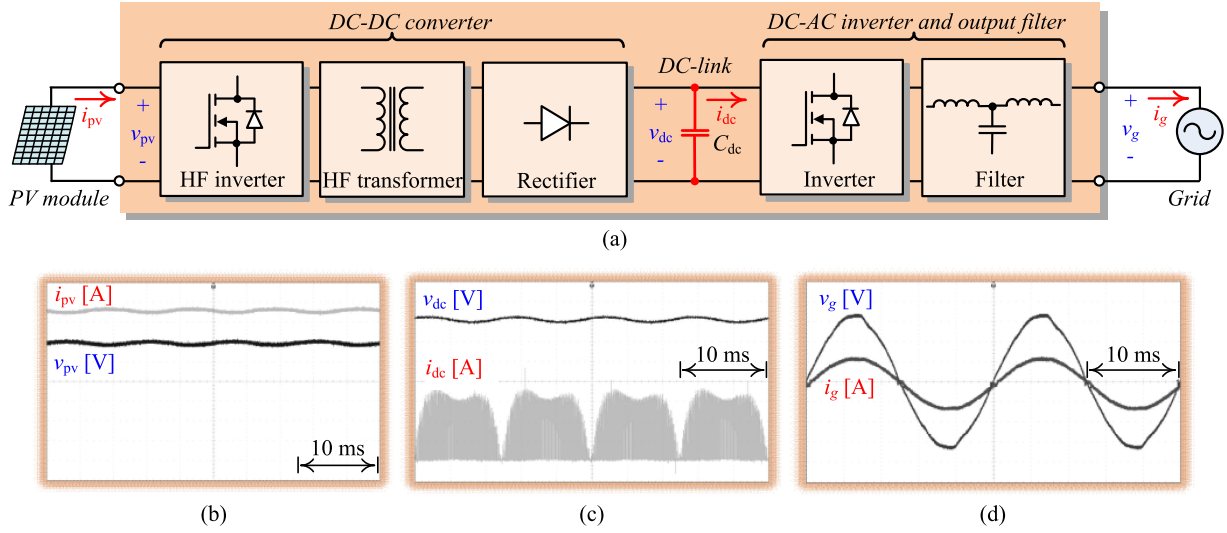 DC-DC converter
DC-AC inverter and output filter
DC-link
i_pv
+
v_pv
-
HF inverter
HF transformer
Rectifier
+
v_dc
-
i_dc
C_dc
Inverter
Filter
+
v_g
-
i_g
PV module
Grid
(a)
i_pv [A]
v_pv [V]
10 ms
(b)
v_dc [V]
10 ms
i_dc [A]
(c)
v_g [V]
10 ms
i_g [A]
(d)